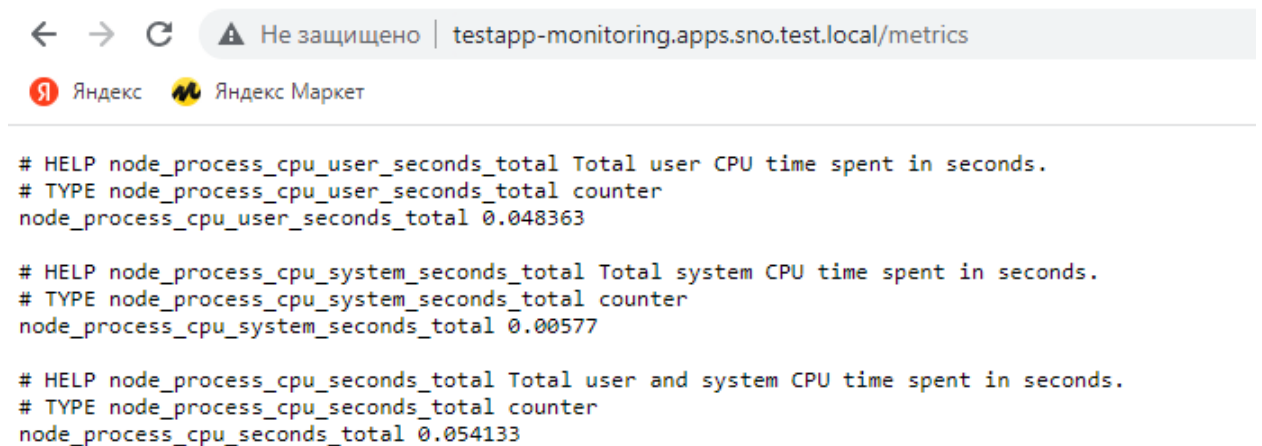 Не защищено | testapp-monitoring.apps.sno.test.local/metrics
Я Яндекс Яндекс Маркет
# HELP node_process_cpu_user_seconds_total Total user CPU time spent in seconds.
# TYPE node_process_cpu_user_seconds_total counter
node_process_cpu_user_seconds_total 0.048363
# HELP node_process_cpu_system_seconds_total Total system CPU time spent in seconds.
# TYPE node_process_cpu_system_seconds_total counter
node_process_cpu_system_seconds_total 0.00577
# HELP node_process_cpu_seconds_total Total user and system CPU time spent in seconds.
# TYPE node_process_cpu_seconds_total counter
node_process_cpu_seconds_total 0.054133